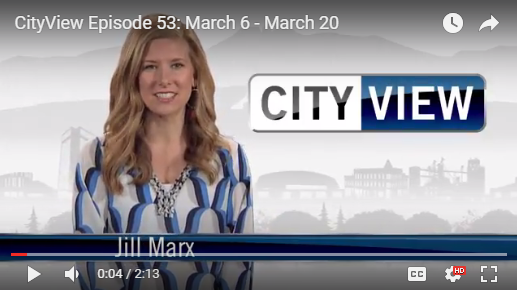 CityView Episode 53: March 6 - March 20
CITY VIEW
Jill Marx
0:04 / 2:13
CC
HD